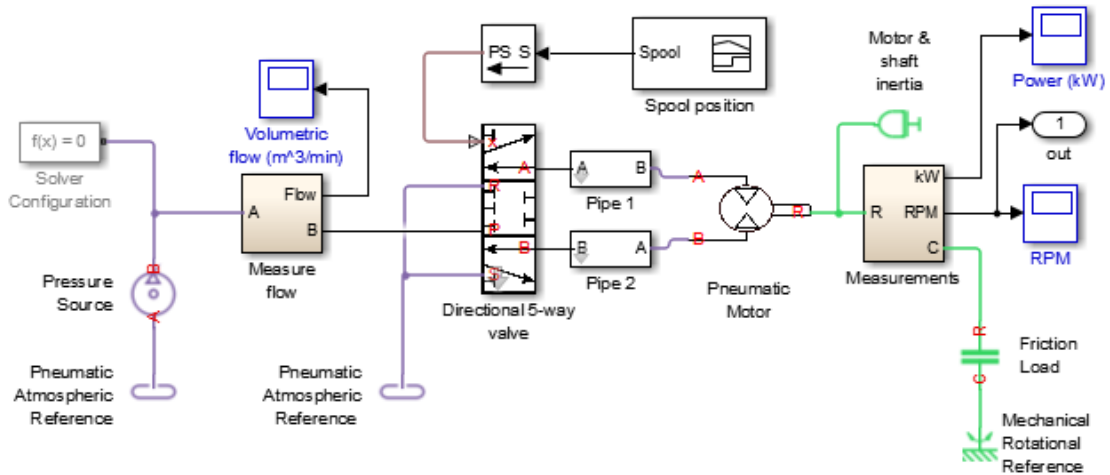 f(x) = 0
Solver
Configuration
Volumetric
flow (m^3/min)
A
Flow
B
Measure
flow
B
A
Pressure
Source
Pneumatic
Atmospheric
Reference
Pneumatic
Atmospheric
Reference
PS S
Spool
Spool position
X
A
R
P
B
S
Directional 5-way
valve
A
B
Pipe 1
B
A
Pipe 2
A
B
R
Pneumatic
Motor
Motor &
shaft
inertia
R
kW
RPM
C
Measurements
Power (kW)
1
out
RPM
R
C
Friction
Load
Mechanical
Rotational
Reference